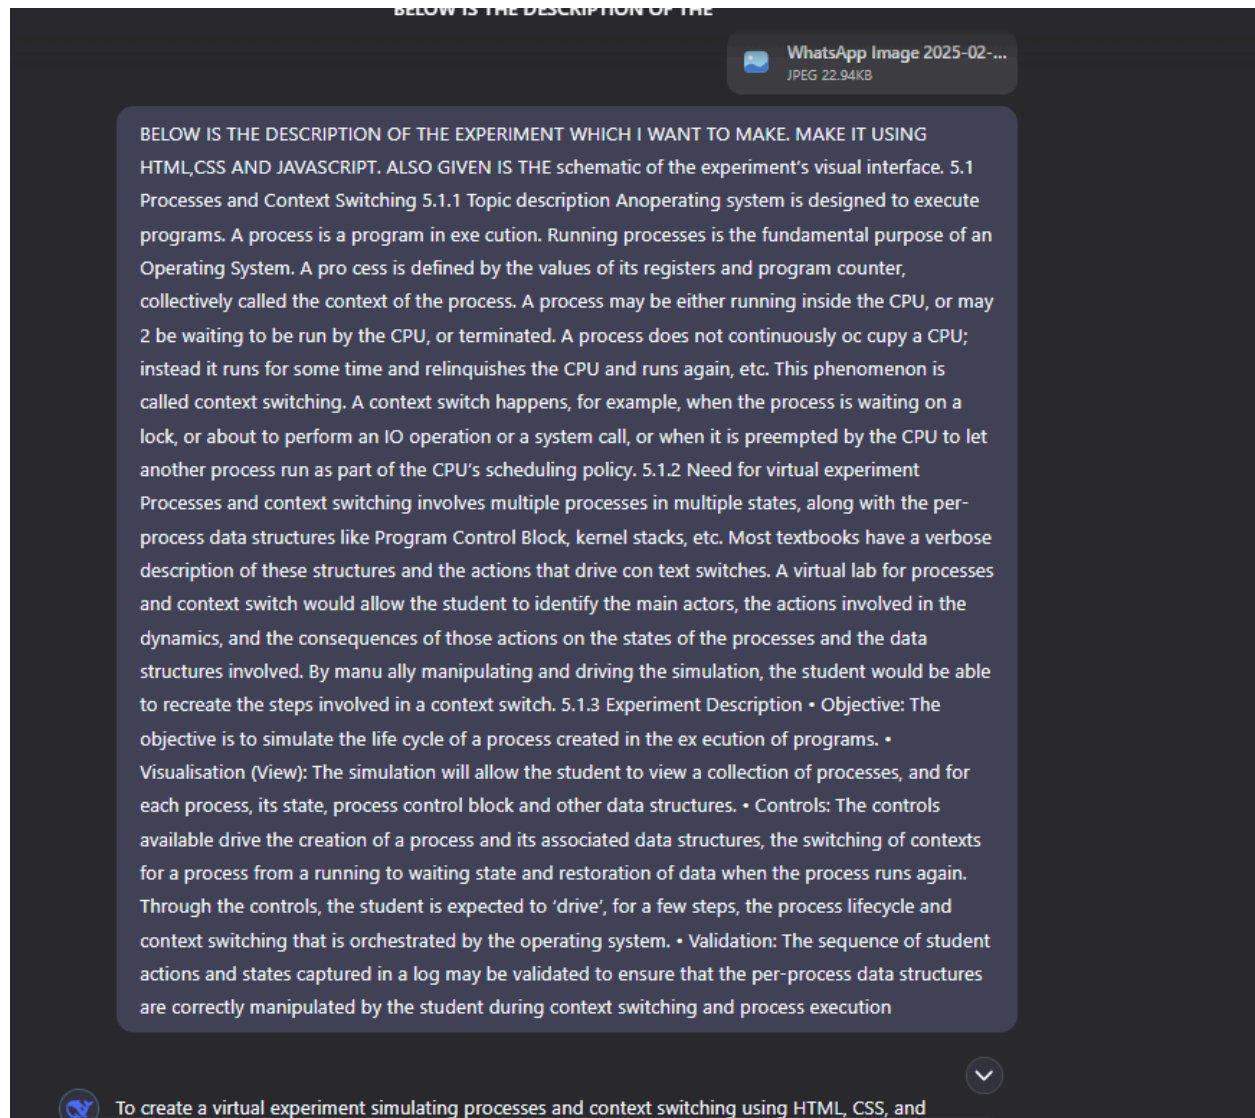 BELOW IS THE DESCRIPTION OF THE
WhatsApp Image 2025-02-...
JPEG 22.94KB
BELOW IS THE DESCRIPTION OF THE EXPERIMENT WHICH I WANT TO MAKE. MAKE IT USING
HTML,CSS AND JAVASCRIPT. ALSO GIVEN IS THE schematic of the experiment's visual interface. 5.1
Processes and Context Switching 5.1.1 Topic description Anoperating system is designed to execute
programs. A process is a program in exe cution. Running processes is the fundamental purpose of an
Operating System. A pro cess is defined by the values of its registers and program counter,
collectively called the context of the process. A process may be either running inside the CPU, or may
2 be waiting to be run by the CPU, or terminated. A process does not continuously oc cupy a CPU;
instead it runs for some time and relinquishes the CPU and runs again, etc. This phenomenon is
called context switching. A context switch happens, for example, when the process is waiting on a
lock, or about to perform an IO operation or a system call, or when it is preempted by the CPU to let
another process run as part of the CPU's scheduling policy. 5.1.2 Need for virtual experiment
Processes and context switching involves multiple processes in multiple states, along with the per-
process data structures like Program Control Block, kernel stacks, etc. Most textbooks have a verbose
description of these structures and the actions that drive con text switches. A virtual lab for processes
and context switch would allow the student to identify the main actors, the actions involved in the
dynamics, and the consequences of those actions on the states of the processes and the data
structures involved. By manu ally manipulating and driving the simulation, the student would be able
to recreate the steps involved in a context switch. 5.1.3 Experiment Description • Objective: The
objective is to simulate the life cycle of a process created in the ex ecution of programs. •
Visualisation (View): The simulation will allow the student to view a collection of processes, and for
each process, its state, process control block and other data structures. • Controls: The controls
available drive the creation of a process and its associated data structures, the switching of contexts
for a process from a running to waiting state and restoration of data when the process runs again.
Through the controls, the student is expected to 'drive', for a few steps, the process lifecycle and
context switching that is orchestrated by the operating system. • Validation: The sequence of student
actions and states captured in a log may be validated to ensure that the per-process data structures
are correctly manipulated by the student during context switching and process execution
To create a virtual experiment simulating processes and context switching using HTML, CSS, and